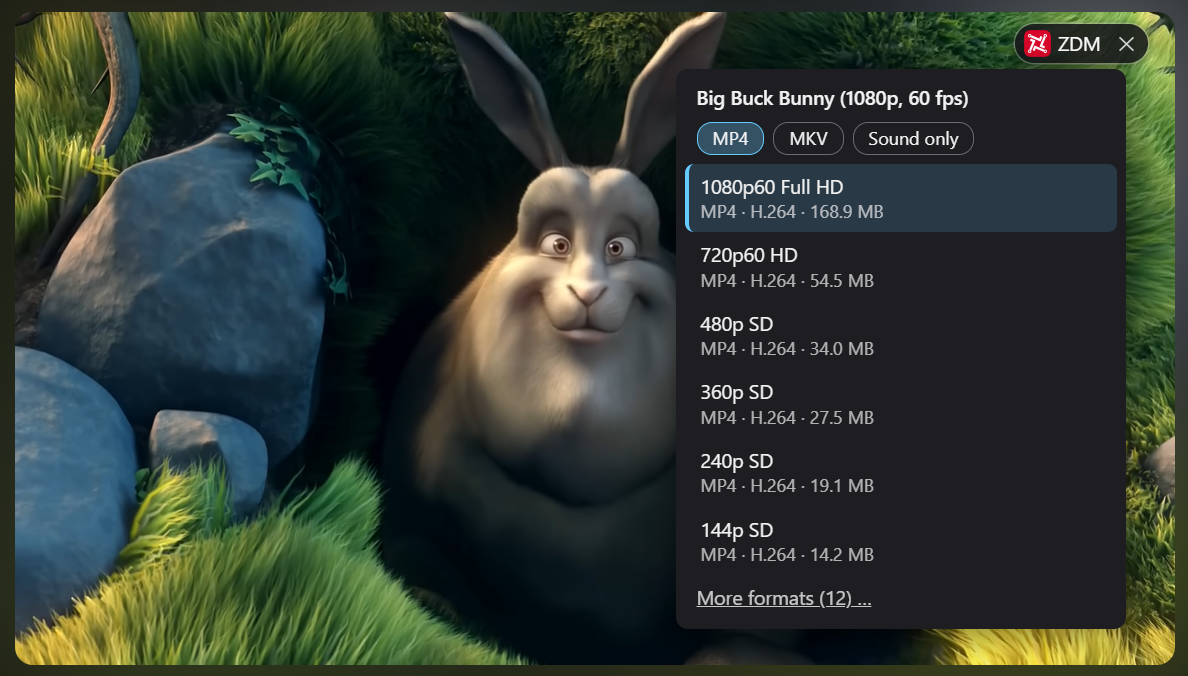 ZDM
Big Buck Bunny (1080p, 60 fps)
MP4 MKV Sound only
1080p60 Full HD
MP4 · H.264 · 168.9 MB
720p60 HD
MP4 · H.264 · 54.5 MB
480p SD
MP4 · H.264 · 34.0 MB
360p SD
MP4 · H.264 · 27.5 MB
240p SD
MP4 · H.264 · 19.1 MB
144p SD
MP4 · H.264 · 14.2 MB
More formats (12) ...